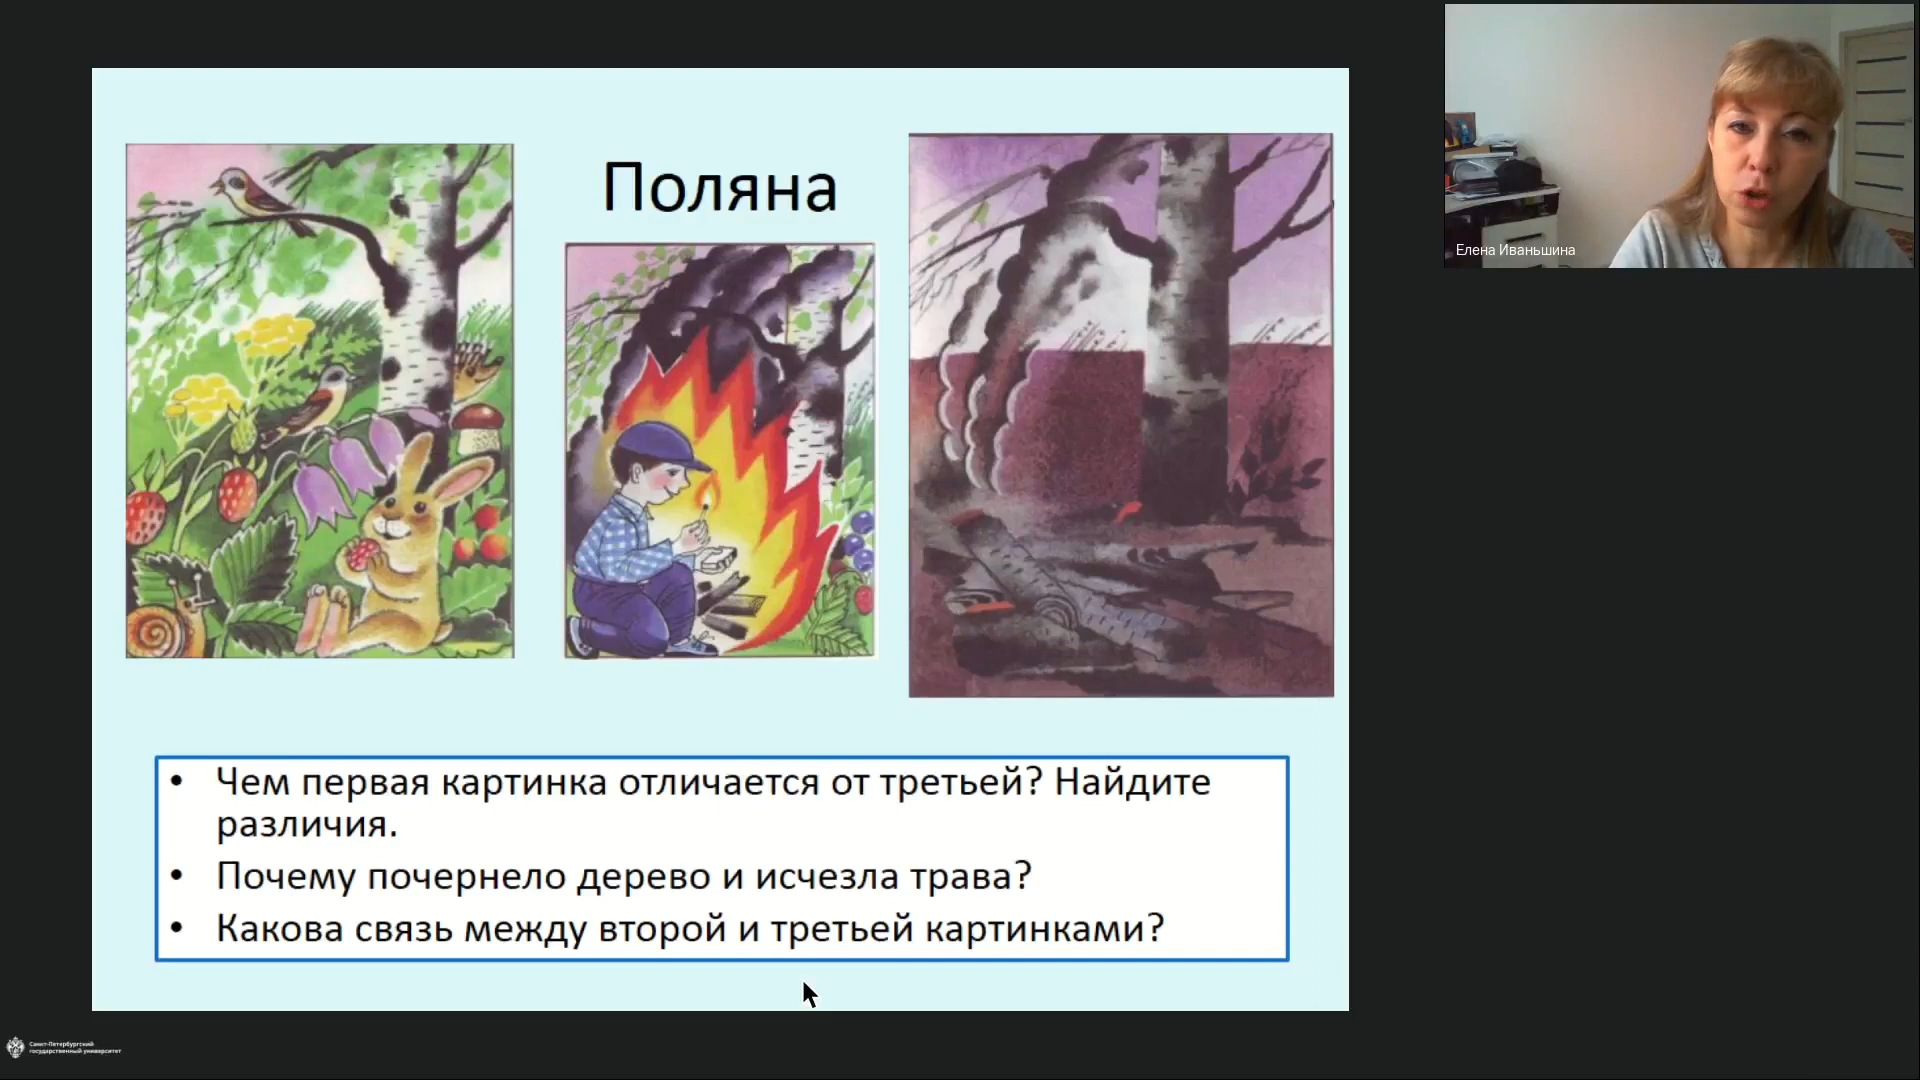 Поляна
Елена Иваньшина
• Чем первая картинка отличается от третьей? Найдите
различия.
• Почему почернело дерево и исчезла трава?
• Какова связь между второй и третьей картинками?
Санкт-Петербургский
государственный университет